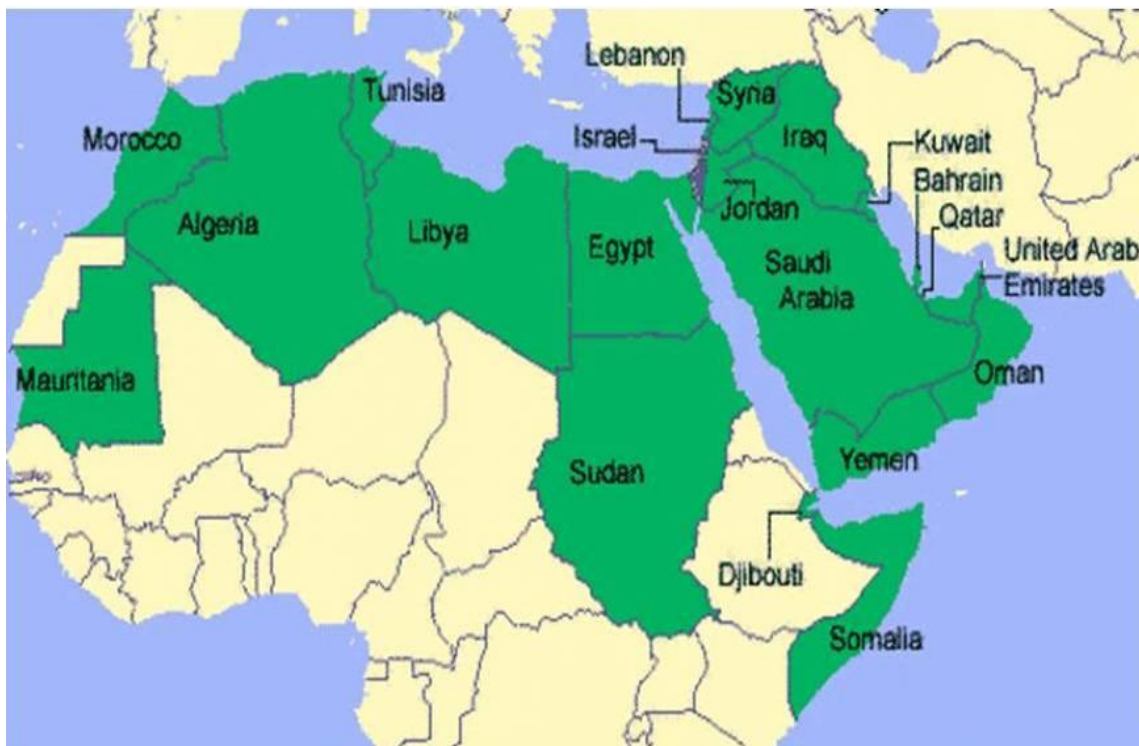 Lebanon
Tunisia
Syria
Morocco
Israel
Iraq
Kuwait
Bahrain
Jordan
Qatar
Algeria
Libya
Egypt
Saudi
Arabia
United Arab
Emirates
Mauritania
Oman
Sudan
Yemen
Djibouti
Somalia